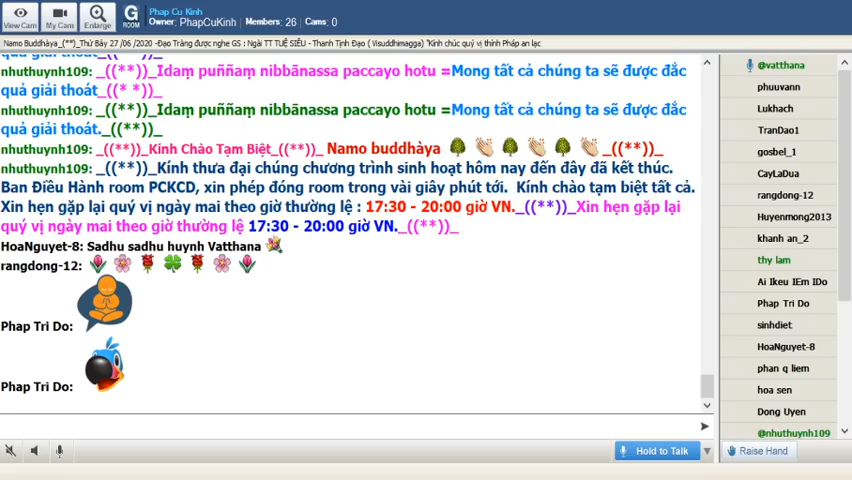 View Cam
My Cam
Enlarge
G
ROOM
Phap Cu Kinh
Owner: PhapCuKinh    Members: 26    Cams: 0
Namo Buddhàya_(**)_Thứ Bảy 27 /06 /2020 -Đạo Tràng được nghe GS : Ngài TT TUỆ SIÊU - Thanh Tịnh Đạo ( Visuddhimagga) "Kính chúc quý vị thính Pháp an lạc
quả giải thoát_((**))_
nhuthuynh109: _((**))_Idaṃ puññaṃ nibbānassa paccayo hotu =Mong tất cả chúng ta sẽ được đắc
quả giải thoát_((* *))_
nhuthuynh109: _((**))_Idaṃ puññaṃ nibbānassa paccayo hotu =Mong tất cả chúng ta sẽ được đắc
quả giải thoát._((**))_
nhuthuynh109: _((**))_Kính Chào Tạm Biệt_((**))_ Namo buddhàya _((**))_
nhuthuynh109: _((**))_Kính thưa đại chúng chương trình sinh hoạt hôm nay đến đây đã kết thúc.
Ban Điều Hành room PCKCD, xin phép đóng room trong vài giây phút tới. Kính chào tạm biệt tất cả.
Xin hẹn gặp lại quý vị ngày mai theo giờ thường lệ : 17:30 - 20:00 giờ VN._((**))_Xin hẹn gặp lại
quý vị ngày mai theo giờ thường lệ 17:30 - 20:00 giờ VN._((**))_
HoaNguyet-8: Sadhu sadhu huynh Vatthana
rangdong-12:
Phap Tri Do:
Phap Tri Do:
Hold to Talk
@vatthana
phuuvann
Lukhach
TranDao1
gosbel_1
CayLaDua
rangdong-12
Huyenmong2013
khanh an_2
thy lam
Ai Ikeu IEm IDo
Phap Tri Do
sinhdiet
HoaNguyet-8
phan q liem
hoa sen
Dong Uyen
@nhuthuynh109
Raise Hand